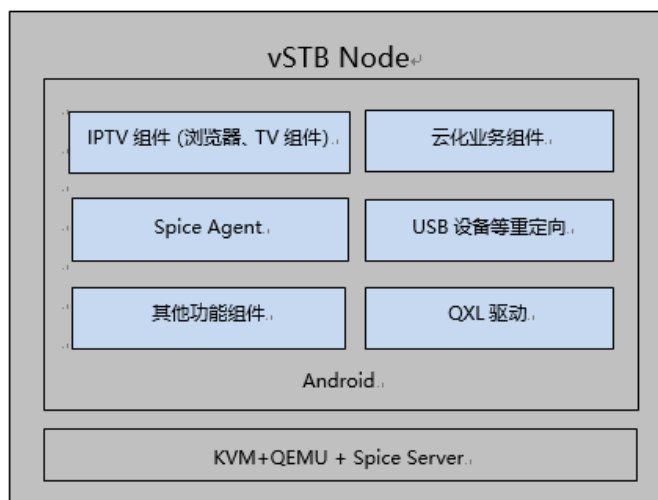 vSTB Node
IPTV 组件 (浏览器、TV 组件)
云化业务组件
Spice Agent
USB 设备等重定向
其他功能组件
QXL 驱动
Android
KVM+QEMU + Spice Server